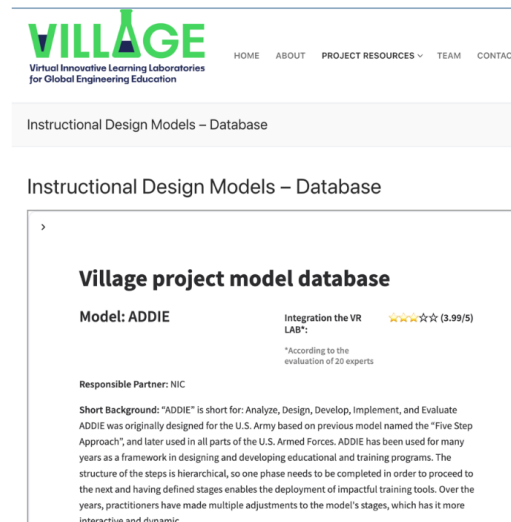 VILLAGE
Virtual Innovative Learning Laboratories
for Global Engineering Education
HOME ABOUT PROJECT RESOURCES TEAM CONTAC
Instructional Design Models – Database
Instructional Design Models – Database
Village project model database
Model: ADDIE
Integration the VR
LAB*:
(3.99/5)
*According to the
evaluation of 20 experts
Responsible Partner: NIC
Short Background: “ADDIE” is short for: Analyze, Design, Develop, Implement, and Evaluate
ADDIE was originally designed for the U.S. Army based on previous model named the “Five Step
Approach”, and later used in all parts of the U.S. Armed Forces. ADDIE has been used for many
years as a framework in designing and developing educational and training programs. The
structure of the steps is hierarchical, so one phase needs to be completed in order to proceed to
the next and having defined stages enables the deployment of impactful training tools. Over the
years, practitioners have made multiple adjustments to the model's stages, which has it more
interactive and dynamic